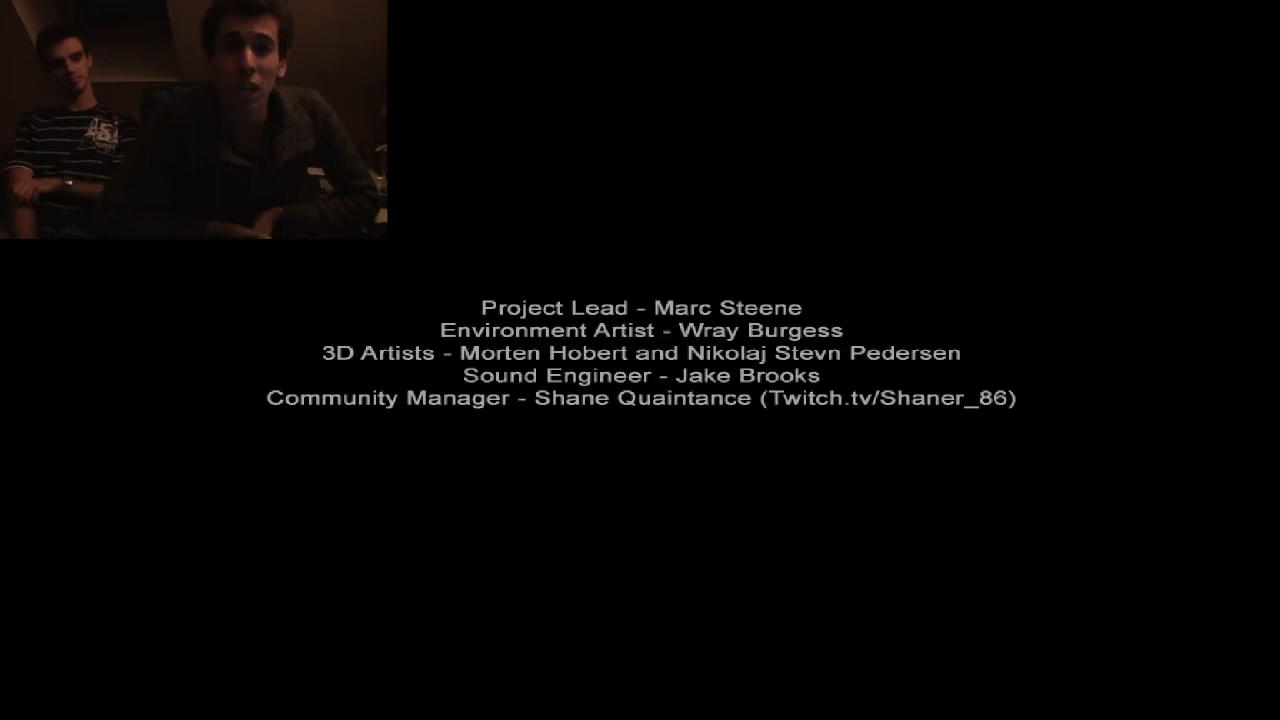 Project Lead - Marc Steene
Environment Artist - Wray Burgess
3D Artists - Morten Hobert and Nikolaj Stevn Pedersen
Sound Engineer - Jake Brooks
Community Manager - Shane Quaintance (Twitch.tv/Shaner_86)